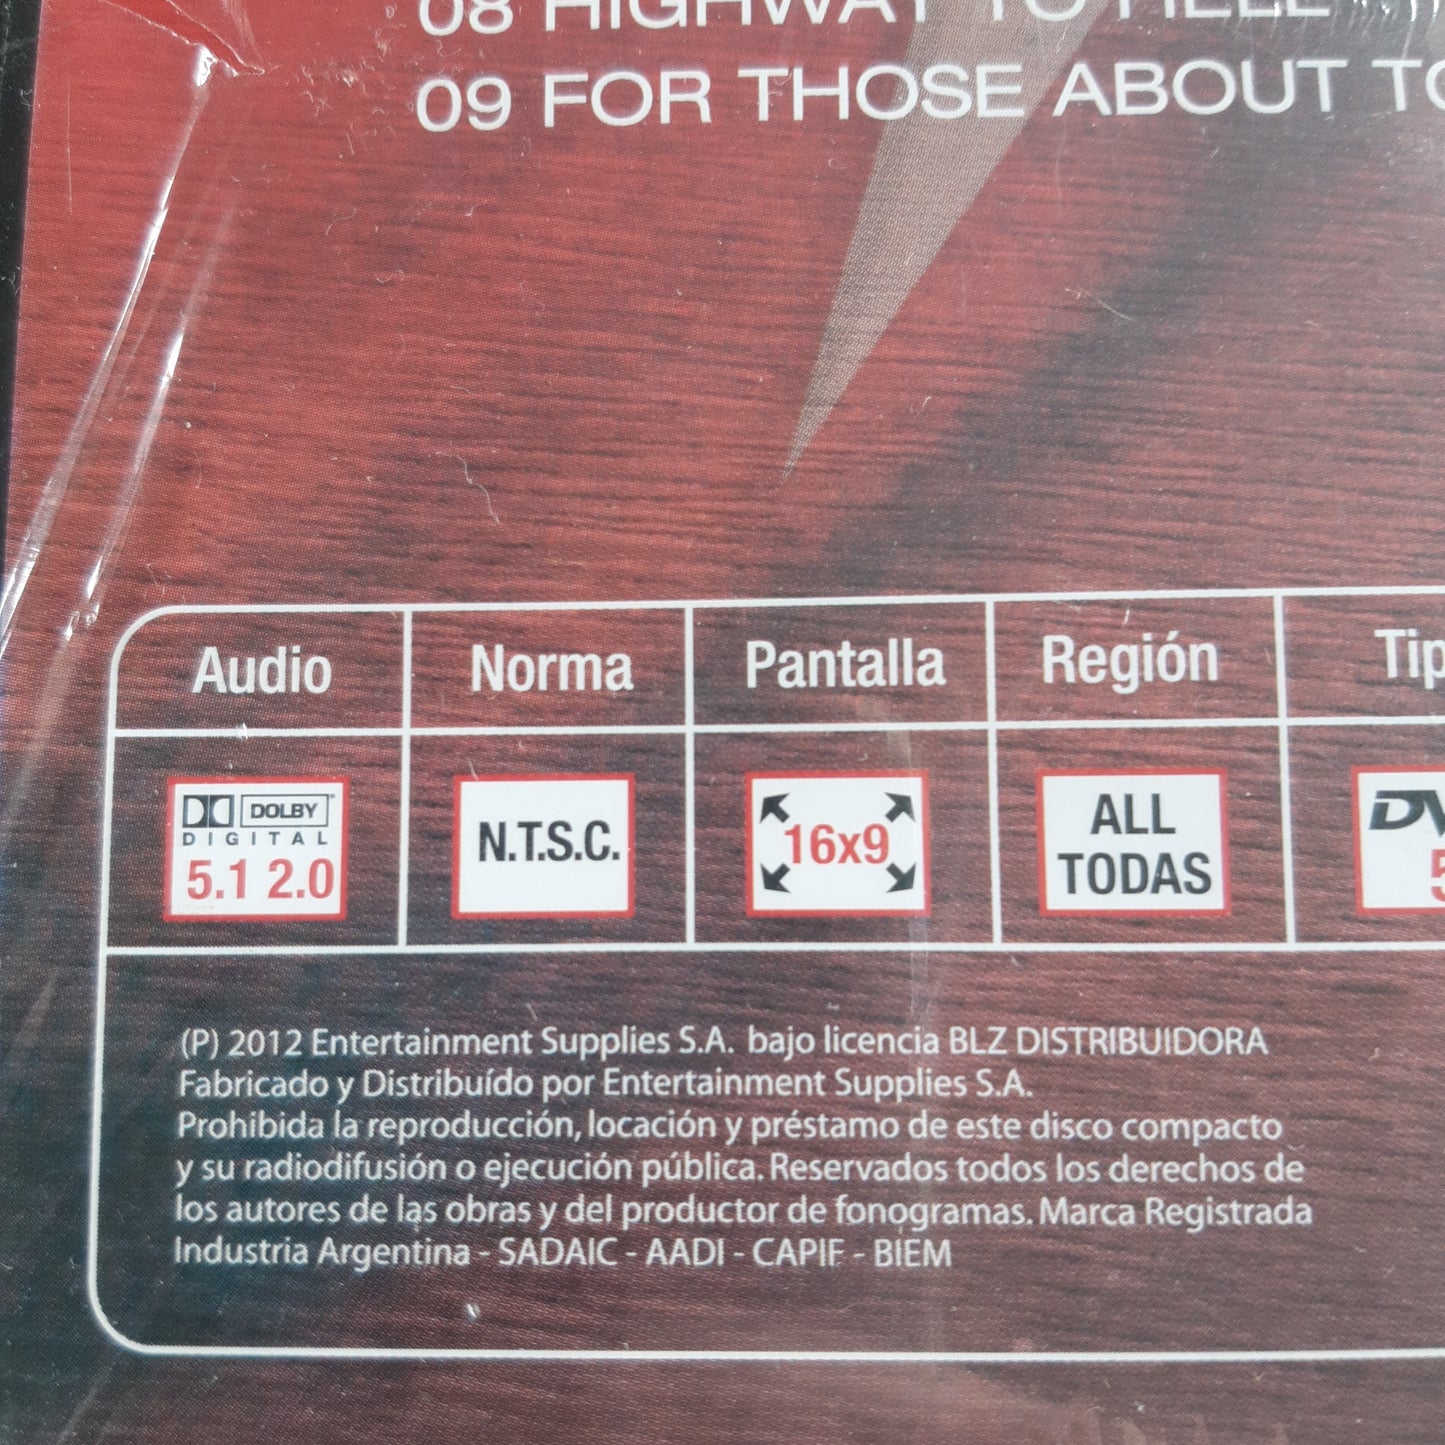 08 HIGHWAY TO HELL
09 FOR THOSE ABOUT TO
Audio Norma Pantalla Región
DOLBY
DIGITAL
5.1 2.0
N.T.S.C.
16x9
ALL
TODAS
(P) 2012 Entertainment Supplies S.A. bajo licencia BLZ DISTRIBUIDORA
Fabricado y Distribuído por Entertainment Supplies S.A.
Prohibida la reproducción, locación y préstamo de este disco compacto
y su radiodifusión o ejecución pública. Reservados todos los derechos de
los autores de las obras y del productor de fonogramas. Marca Registrada
Industria Argentina - SADAIC - AADI - CAPIF - BIEM